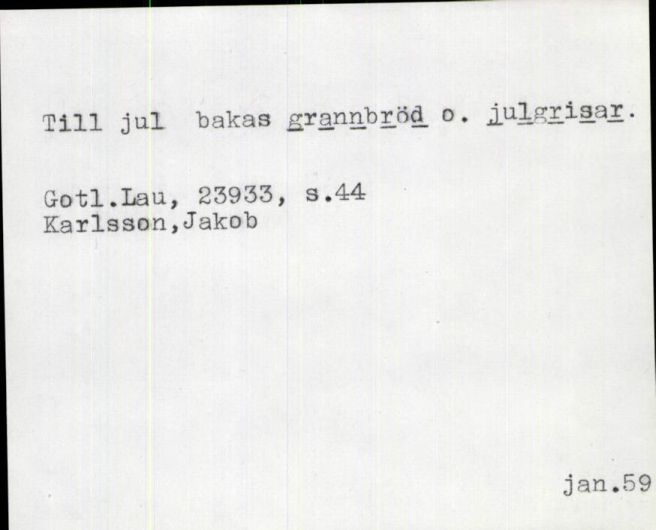 Till jul bakas grannbröd o. julgrisar.
Gotl.Lau, 23933, s.44
Karlsson,Jakob
jan.59